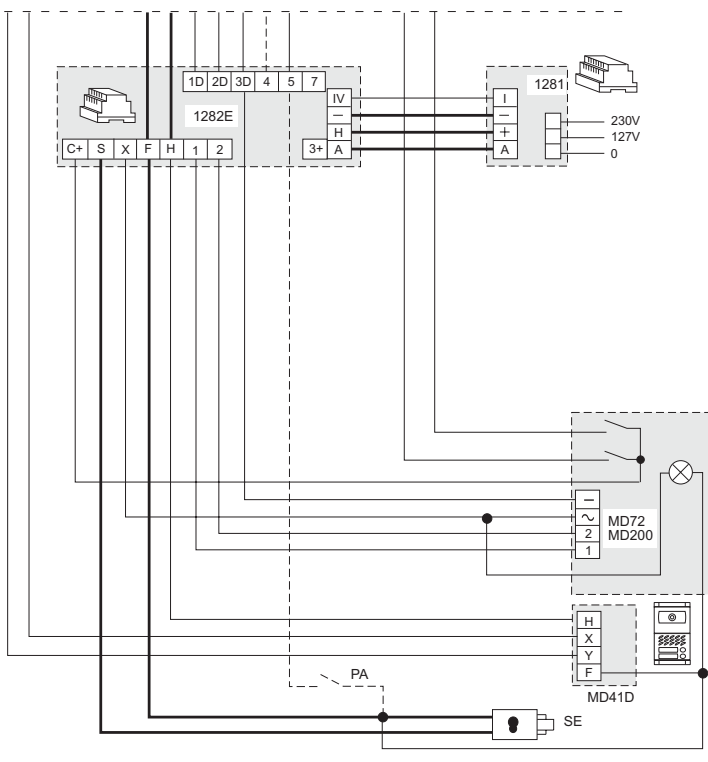 1D 2D 3D 4 5 7
1282E
IV
–
H
3+ A
C+ S X F H 1 2
1281
I
–
+
A
230V
127V
0
–
~
2
1
MD72
MD200
H
X
Y
F
MD41D
PA
SE